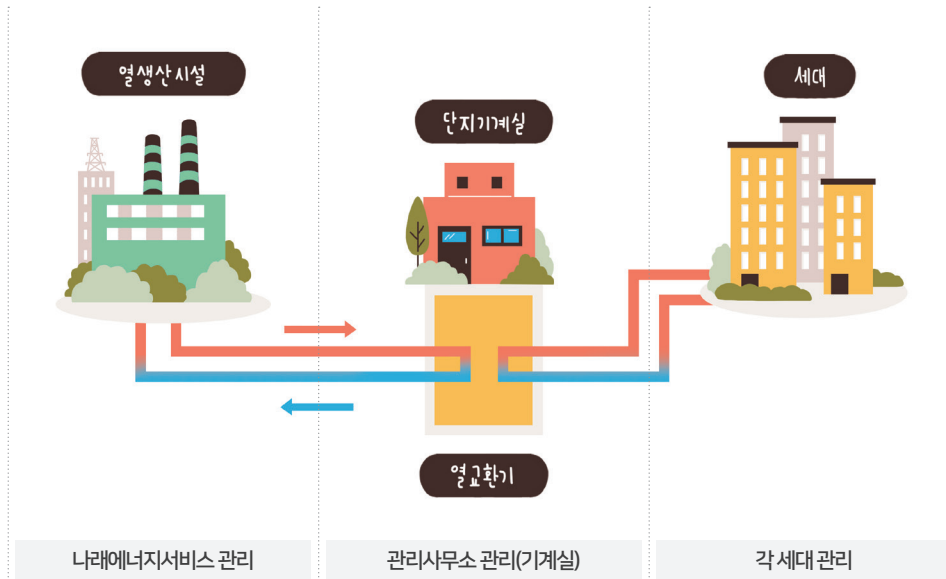 열생산시설
단지기계실
세대
열교환기
나래에너지서비스 관리
관리사무소 관리(기계실)
각 세대 관리